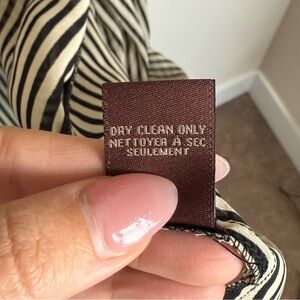 DRY CLEAN ONLY
NETTOYER À SEC
SEULEMENT